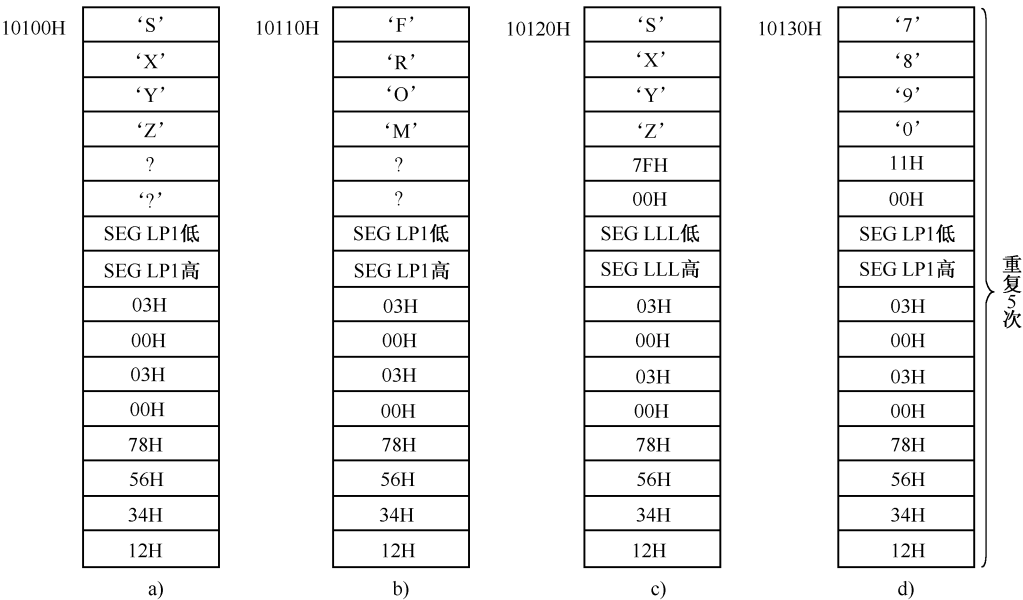 10100H ‘S’ 10110H ‘F’ 10120H ‘S’ 10130H ‘7’
‘X’ ‘R’ ‘X’ ‘8’
‘Y’ ‘O’ ‘Y’ ‘9’
‘Z’ ‘M’ ‘Z’ ‘0’
? ? 7FH 11H
‘?’ ? 00H 00H
SEG LP1低 SEG LP1低 SEG LLL低 SEG LP1低
SEG LP1高 SEG LP1高 SEG LLL高 SEG LP1高
03H 03H 03H 03H
00H 00H 00H 00H
03H 03H 03H 03H
00H 00H 00H 00H
78H 78H 78H 78H
56H 56H 56H 56H
34H 34H 34H 34H
12H 12H 12H 12H
重复5次
a) b) c) d)